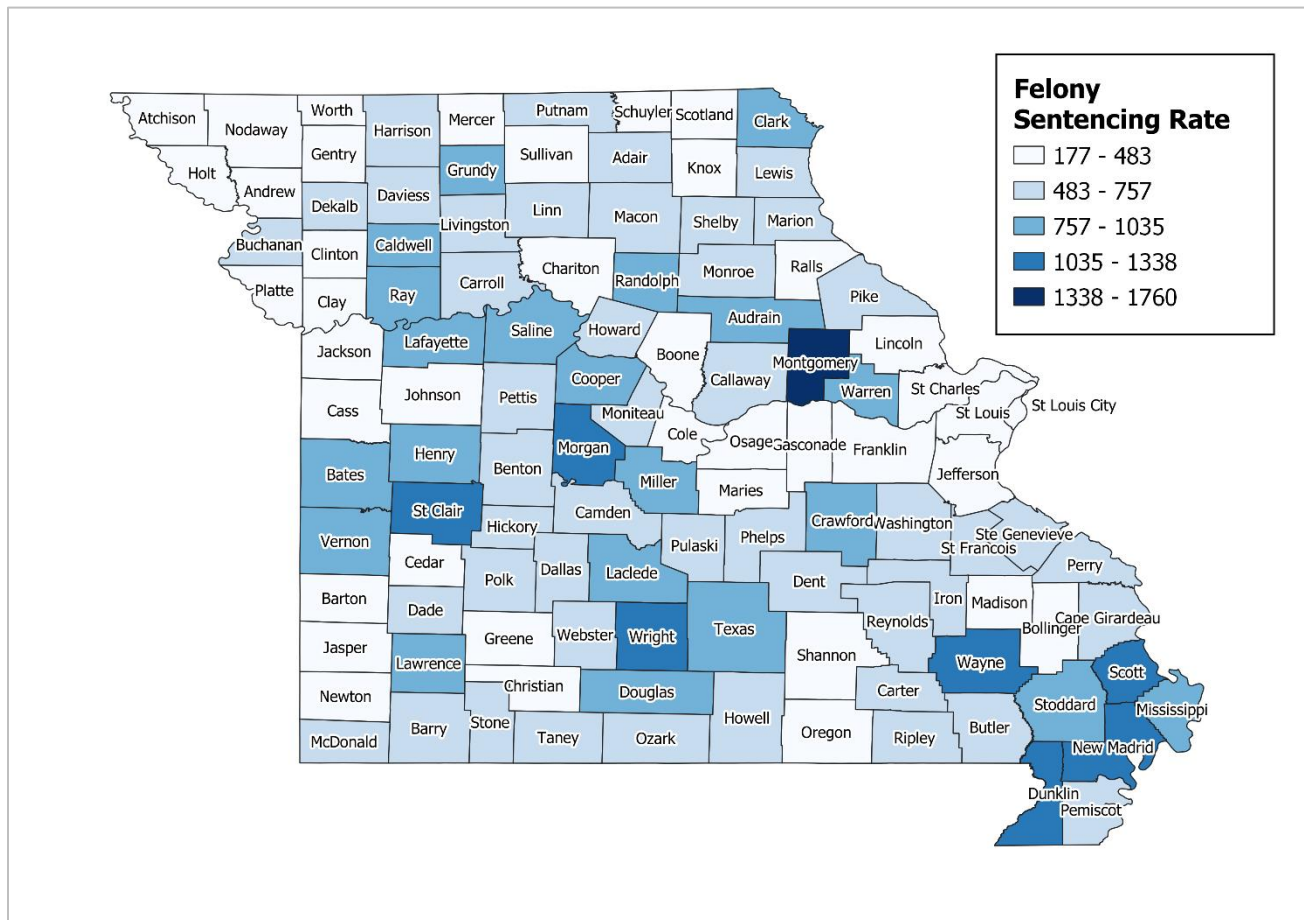 Felony
Sentencing Rate
177 - 483
483 - 757
757 - 1035
1035 - 1338
1338 - 1760
Atchison
Nodaway
Worth
Harrison
Mercer
Putnam
Schuyler
Scotland
Clark
Holt
Gentry
Grundy
Sullivan
Adair
Knox
Lewis
Andrew
Dekalb
Daviess
Livingston
Linn
Macon
Shelby
Marion
Buchanan
Clinton
Caldwell
Carroll
Chariton
Randolph
Monroe
Ralls
Pike
Platte
Clay
Ray
Lafayette
Saline
Howard
Boone
Audrain
Callaway
Montgomery
Lincoln
Warren
St Charles
St Louis
St Louis City
Jackson
Johnson
Pettis
Cooper
Moniteau
Cole
Osage
Gasconade
Franklin
Jefferson
Cass
Henry
Benton
Morgan
Miller
Maries
Bates
St Clair
Hickory
Camden
Pulaski
Phelps
Crawford
Washington
St Francois
Ste Genevieve
Perry
Vernon
Cedar
Polk
Dallas
Laclede
Texas
Dent
Iron
Reynolds
Madison
Bollinger
Cape Girardeau
Barton
Dade
Greene
Webster
Wright
Shannon
Wayne
Scott
Jasper
Lawrence
Christian
Douglas
Howell
Carter
Stoddard
Mississippi
Newton
McDonald
Barry
Stone
Taney
Ozark
Oregon
Ripley
Butler
New Madrid
Dunklin
Pemiscot